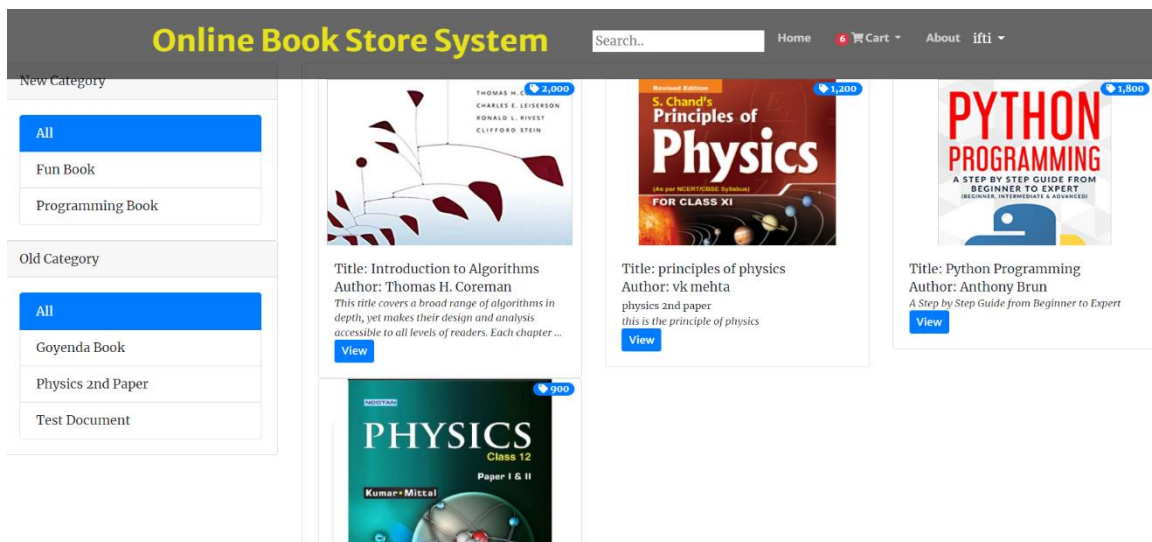 Online Book Store System
Search..
Home
6 Cart
About
ifti
New Category
All
Fun Book
Programming Book
Old Category
All
Goyenda Book
Physics 2nd Paper
Test Document
2,000
THOMAS H. C
CHARLES E. LEISERSON
RONALD L. RIVEST
CLIFFORD STEIN
Title: Introduction to Algorithms
Author: Thomas H. Coreman
This title covers a broad range of algorithms in
depth, yet makes their design and analysis
accessible to all levels of readers. Each chapter ...
View
1,200
Revised Edition
S. Chand's
Principles of
Physics
(As per NCERT/CBSE Syllabus)
FOR CLASS XI
Title: principles of physics
Author: vk mehta
physics 2nd paper
this is the principle of physics
View
1,800
PYTHON
PROGRAMMING
A STEP BY STEP GUIDE FROM
BEGINNER TO EXPERT
(BEGINNER, INTERMEDIATE & ADVANCED)
Title: Python Programming
Author: Anthony Brun
A Step by Step Guide from Beginner to Expert
View
900
NOOTAN
PHYSICS
Class 12
Paper I & II
Kumar•Mittal